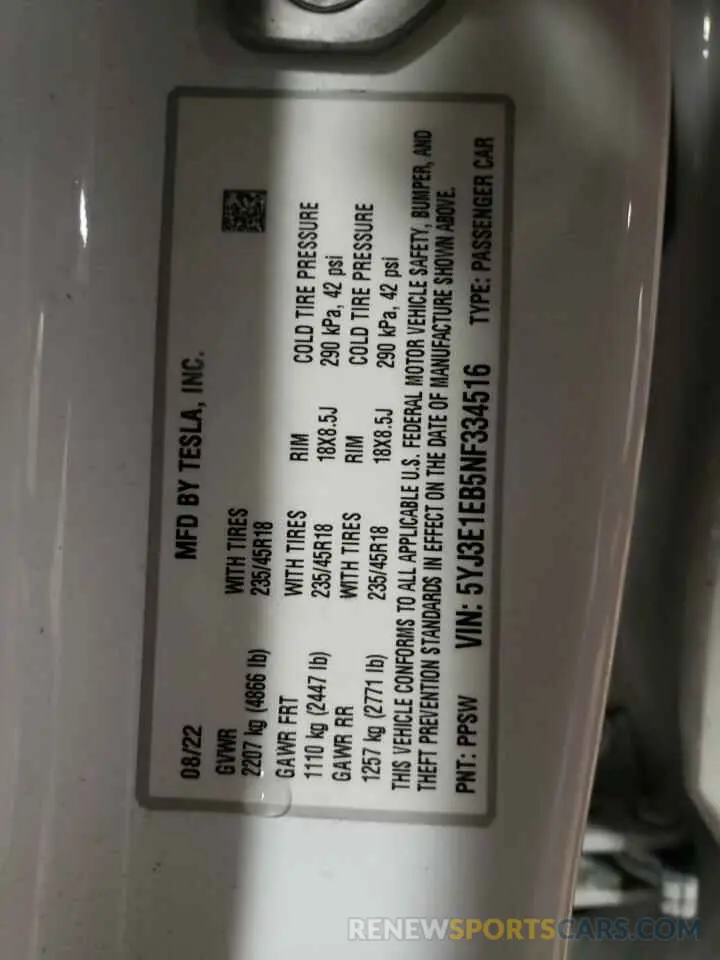 08/22 MFD BY TESLA, INC.
GVWR WITH TIRES
2207 kg (4866 lb) 235/45R18
GAWR FRT WITH TIRES RIM COLD TIRE PRESSURE
1110 kg (2447 lb) 235/45R18 18X8.5J 290 kPa, 42 psi
GAWR RR WITH TIRES RIM COLD TIRE PRESSURE
1257 kg (2771 lb) 235/45R18 18X8.5J 290 kPa, 42 psi
THIS VEHICLE CONFORMS TO ALL APPLICABLE U.S. FEDERAL MOTOR VEHICLE SAFETY, BUMPER, AND
THEFT PREVENTION STANDARDS IN EFFECT ON THE DATE OF MANUFACTURE SHOWN ABOVE.
PNT: PPSW VIN: 5YJ3E1EB5NF334516 TYPE: PASSENGER CAR
RENEWSPORTSCARS.COM